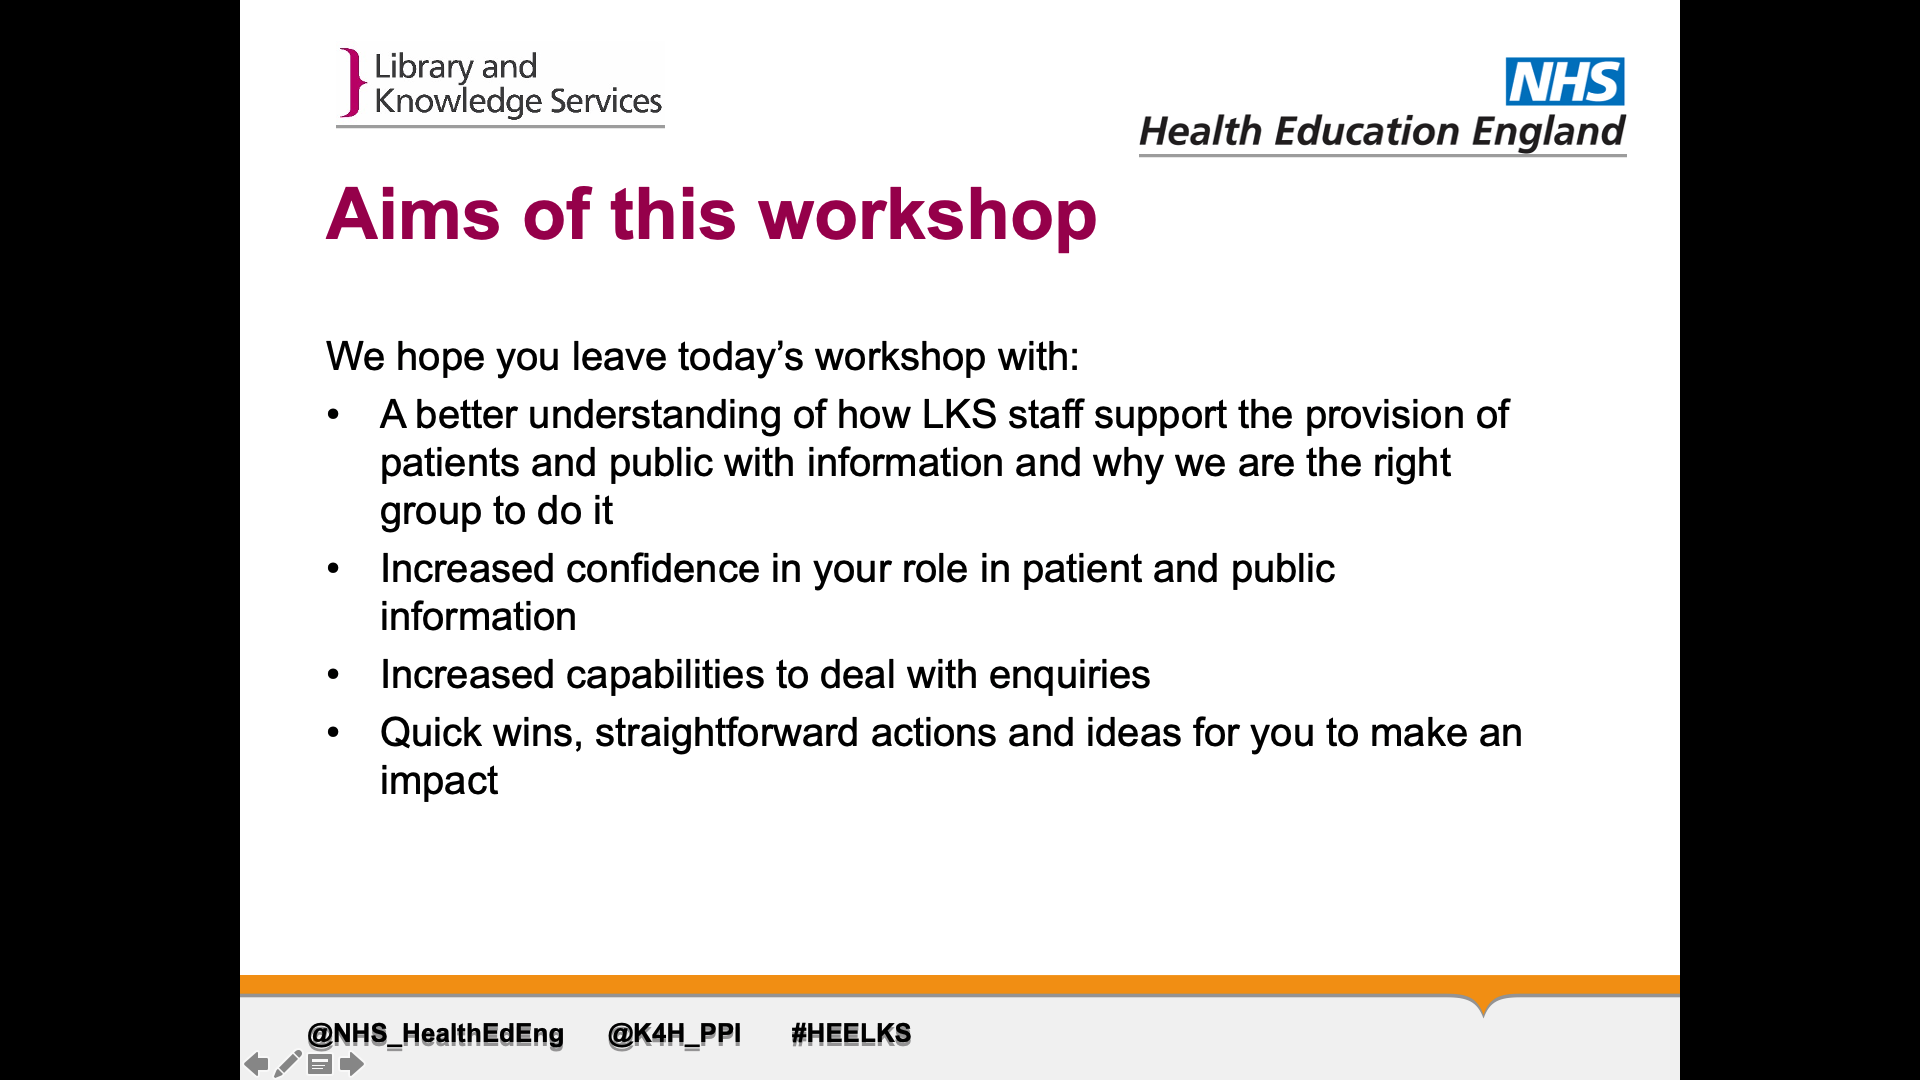 Library and
Knowledge Services
NHS
Health Education England
Aims of this workshop
We hope you leave today’s workshop with:
• A better understanding of how LKS staff support the provision of
patients and public with information and why we are the right
group to do it
• Increased confidence in your role in patient and public
information
• Increased capabilities to deal with enquiries
• Quick wins, straightforward actions and ideas for you to make an
impact
@NHS_HealthEdEng @K4H_PPI #HEELKS